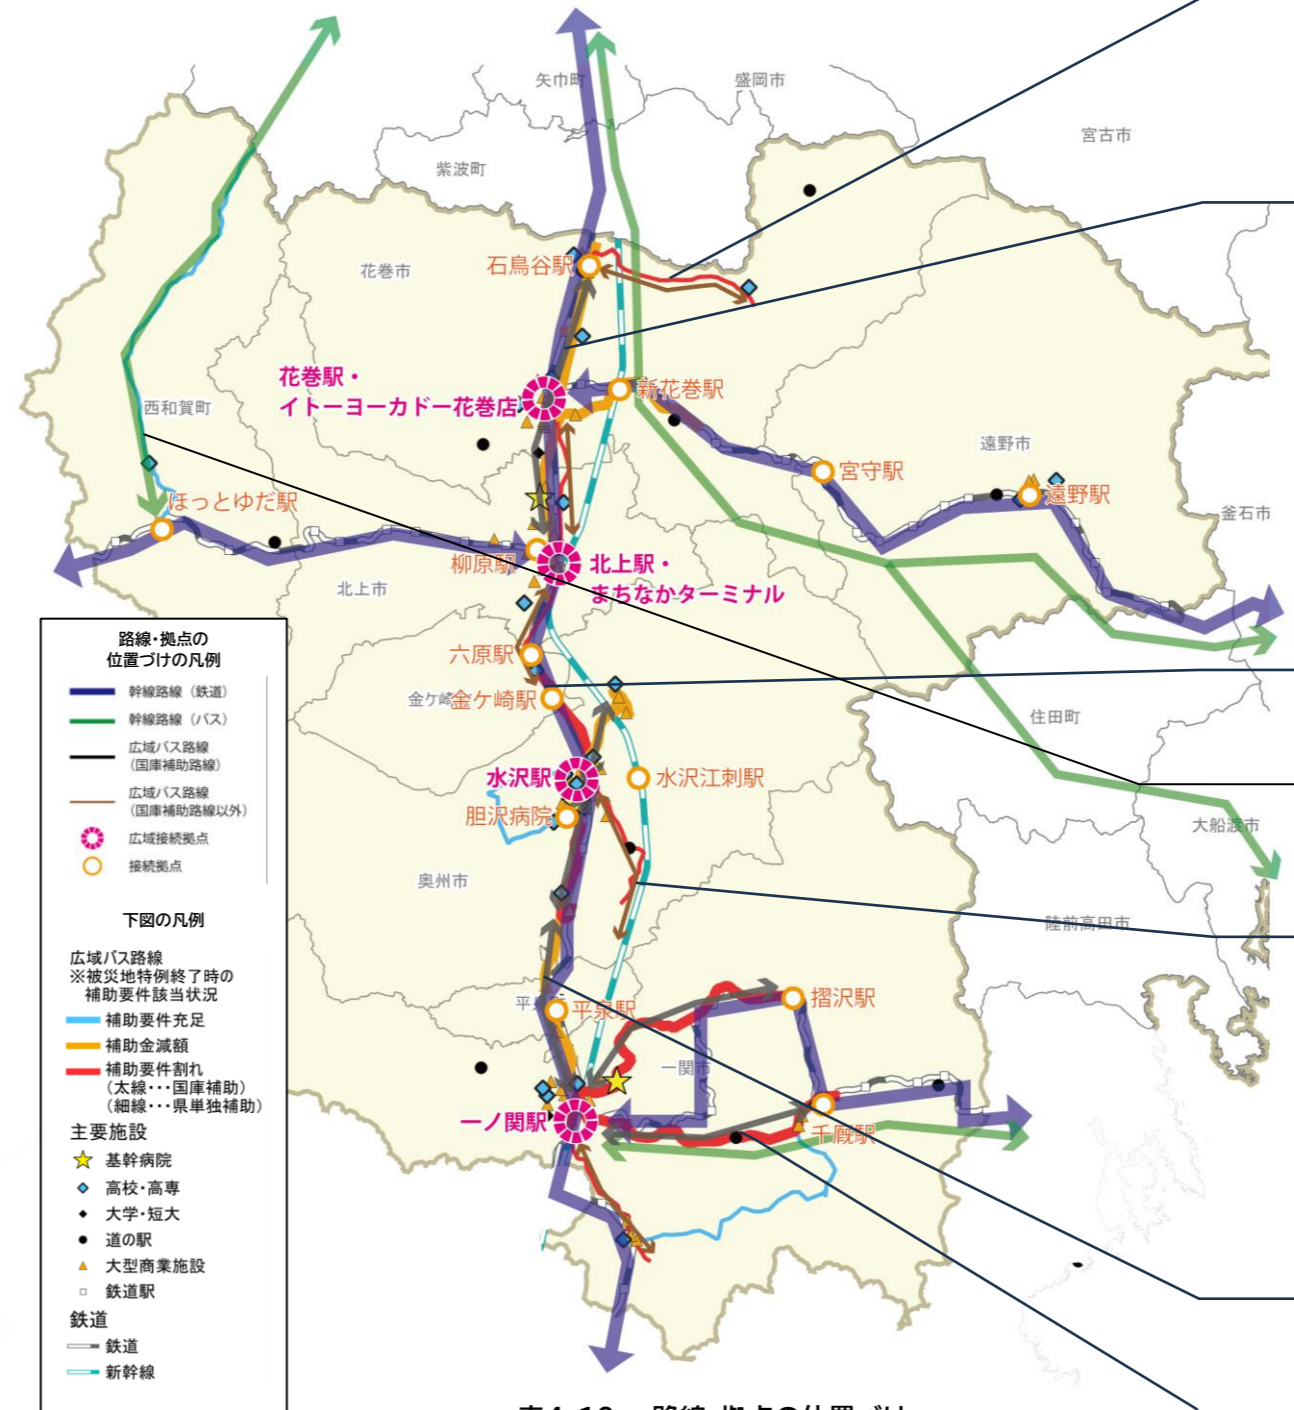 矢巾町
盛岡市
宮古市
紫波町
花巻市
石鳥谷駅
花巻駅・
イトーヨーカドー花巻店
新花巻駅
西和賀町
遠野市
宮守駅
遠野駅
ほっとゆだ駅
釜石市
柳原駅
北上駅・
まちなかターミナル
北上市
六原駅
金ケ崎駅
住田町
水沢駅
水沢江刺駅
胆沢病院
大船渡市
奥州市
陸前高田市
平泉駅
摺沢駅
一関市
一ノ関駅
千厩駅
路線・拠点の
位置づけの凡例
幹線路線（鉄道）
幹線路線（バス）
広域バス路線
（国庫補助路線）
広域バス路線
（国庫補助路線以外）
広域接続拠点
接続拠点
下図の凡例
広域バス路線
※被災地特例終了時の
補助要件該当状況
補助要件充足
補助金減額
補助要件割れ
（太線・・・国庫補助）
（細線・・・県単独補助）
主要施設
基幹病院
高校・高専
大学・短大
道の駅
大型商業施設
鉄道駅
鉄道
鉄道
新幹線